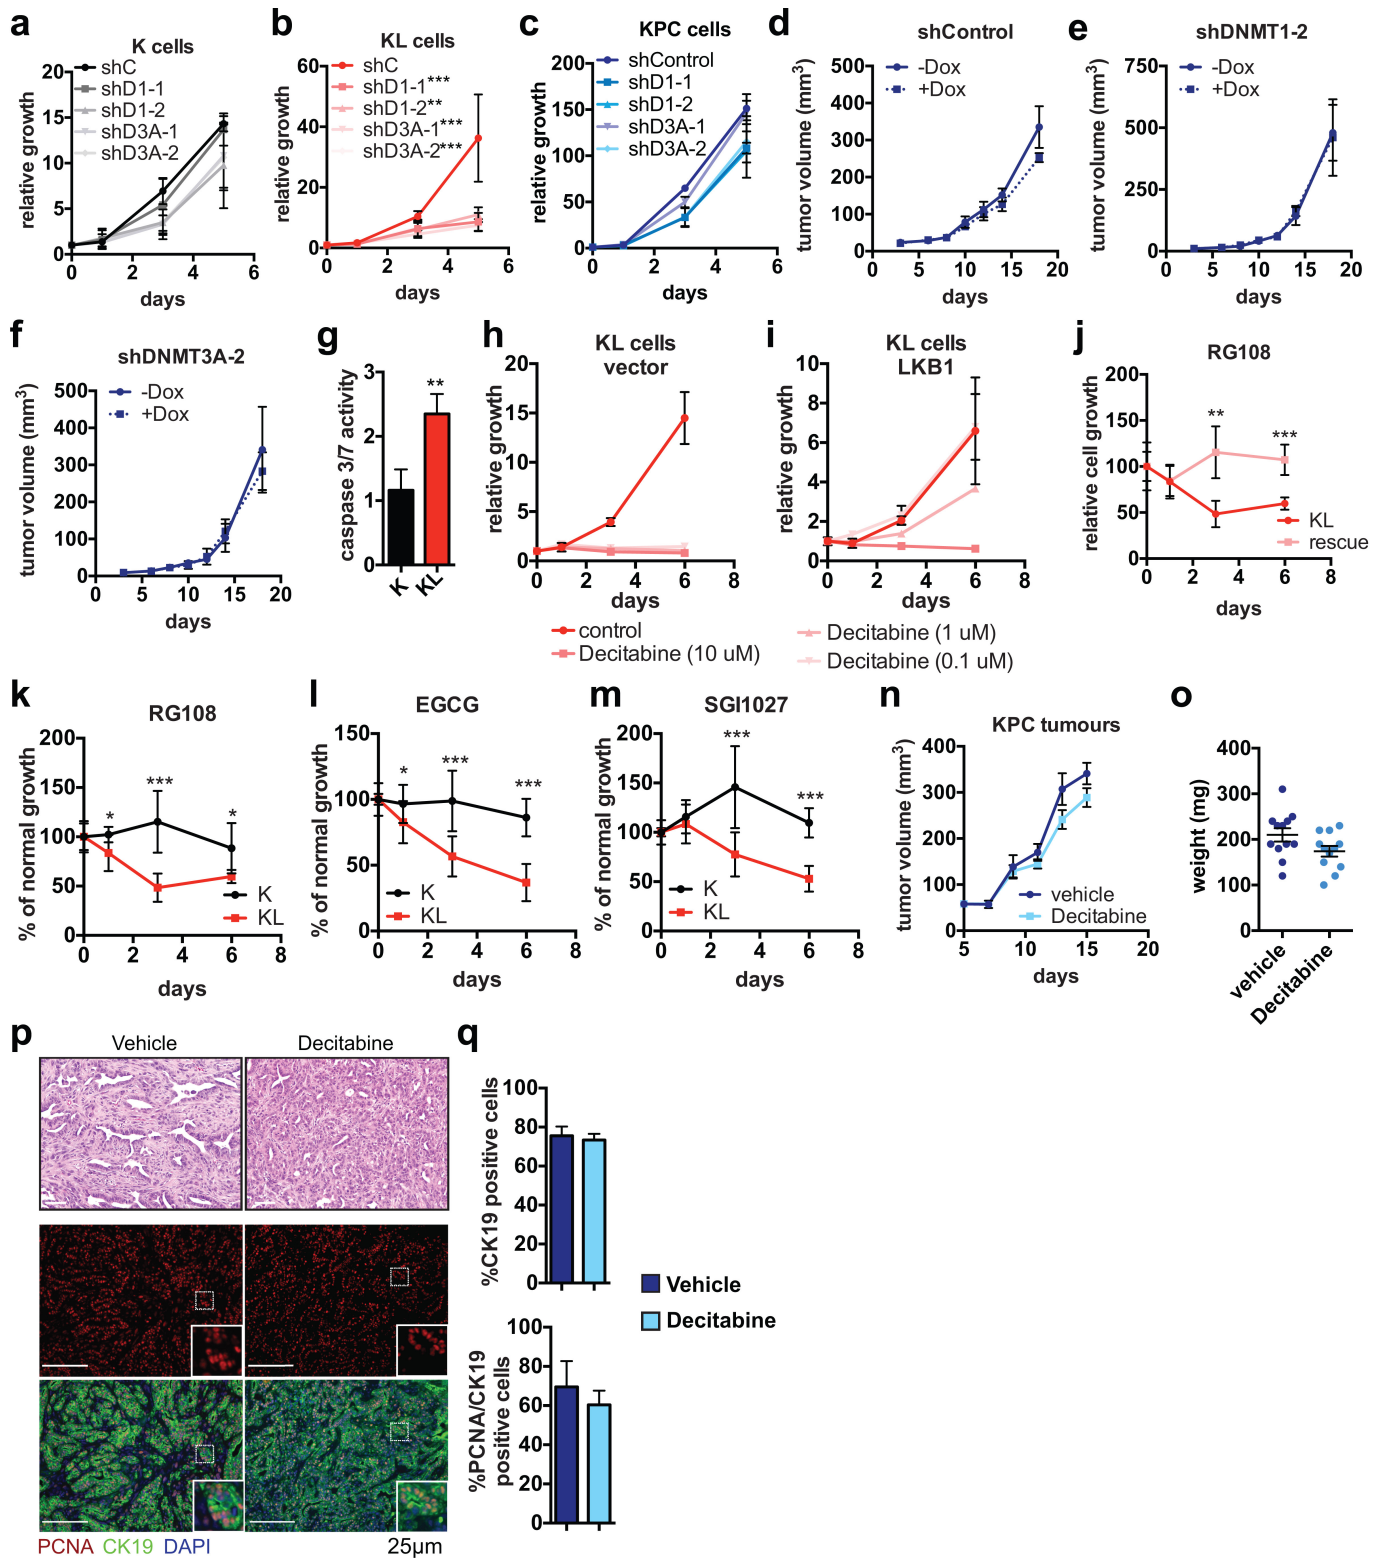 a
K cells
shC
shD1-1
shD1-2
shD3A-1
shD3A-2
relative growth
20
15
10
5
0
0 2 4 6
days
b
KL cells
shC
shD1-1***
shD1-2**
shD3A-1***
shD3A-2***
relative growth
60
40
20
0
0 2 4 6
days
c
KPC cells
shControl
shD1-1
shD1-2
shD3A-1
shD3A-2
relative growth
200
150
100
50
0
0 2 4 6
days
d
shControl
-Dox
+Dox
tumor volume (mm3)
500
400
300
200
100
0
0 5 10 15 20
days
e
shDNMT1-2
-Dox
+Dox
tumor volume (mm3)
750
500
250
0
0 5 10 15 20
days
f
shDNMT3A-2
-Dox
+Dox
tumor volume (mm3)
500
400
300
200
100
0
0 5 10 15 20
days
g
caspase 3/7 activity
3
2
1
0
**
K KL
h
KL cells
vector
relative growth
20
15
10
5
0
0 2 4 6 8
days
i
KL cells
LKB1
relative growth
10
8
6
4
2
0
0 2 4 6 8
days
control
Decitabine (10 uM)
Decitabine (1 uM)
Decitabine (0.1 uM)
j
RG108
relative cell growth
200
150
100
50
0
** ***
KL
rescue
0 2 4 6 8
days
k
RG108
% of normal growth
200
150
100
50
0
* *** *
K
KL
0 2 4 6 8
days
l
EGCG
% of normal growth
150
100
50
0
* *** ***
K
KL
0 2 4 6 8
days
m
SGI1027
% of normal growth
200
150
100
50
0
*** ***
K
KL
0 2 4 6 8
days
n
KPC tumours
tumor volume (mm3)
400
300
200
100
0
vehicle
Decitabine
5 10 15 20
days
o
weight (mg)
400
300
200
100
0
vehicle
Decitabine
p
Vehicle Decitabine
PCNA CK19 DAPI 25µm
q
%CK19 positive cells
100
80
60
40
20
0
Vehicle
Decitabine
%PCNA/CK19
positive cells
100
80
60
40
20
0